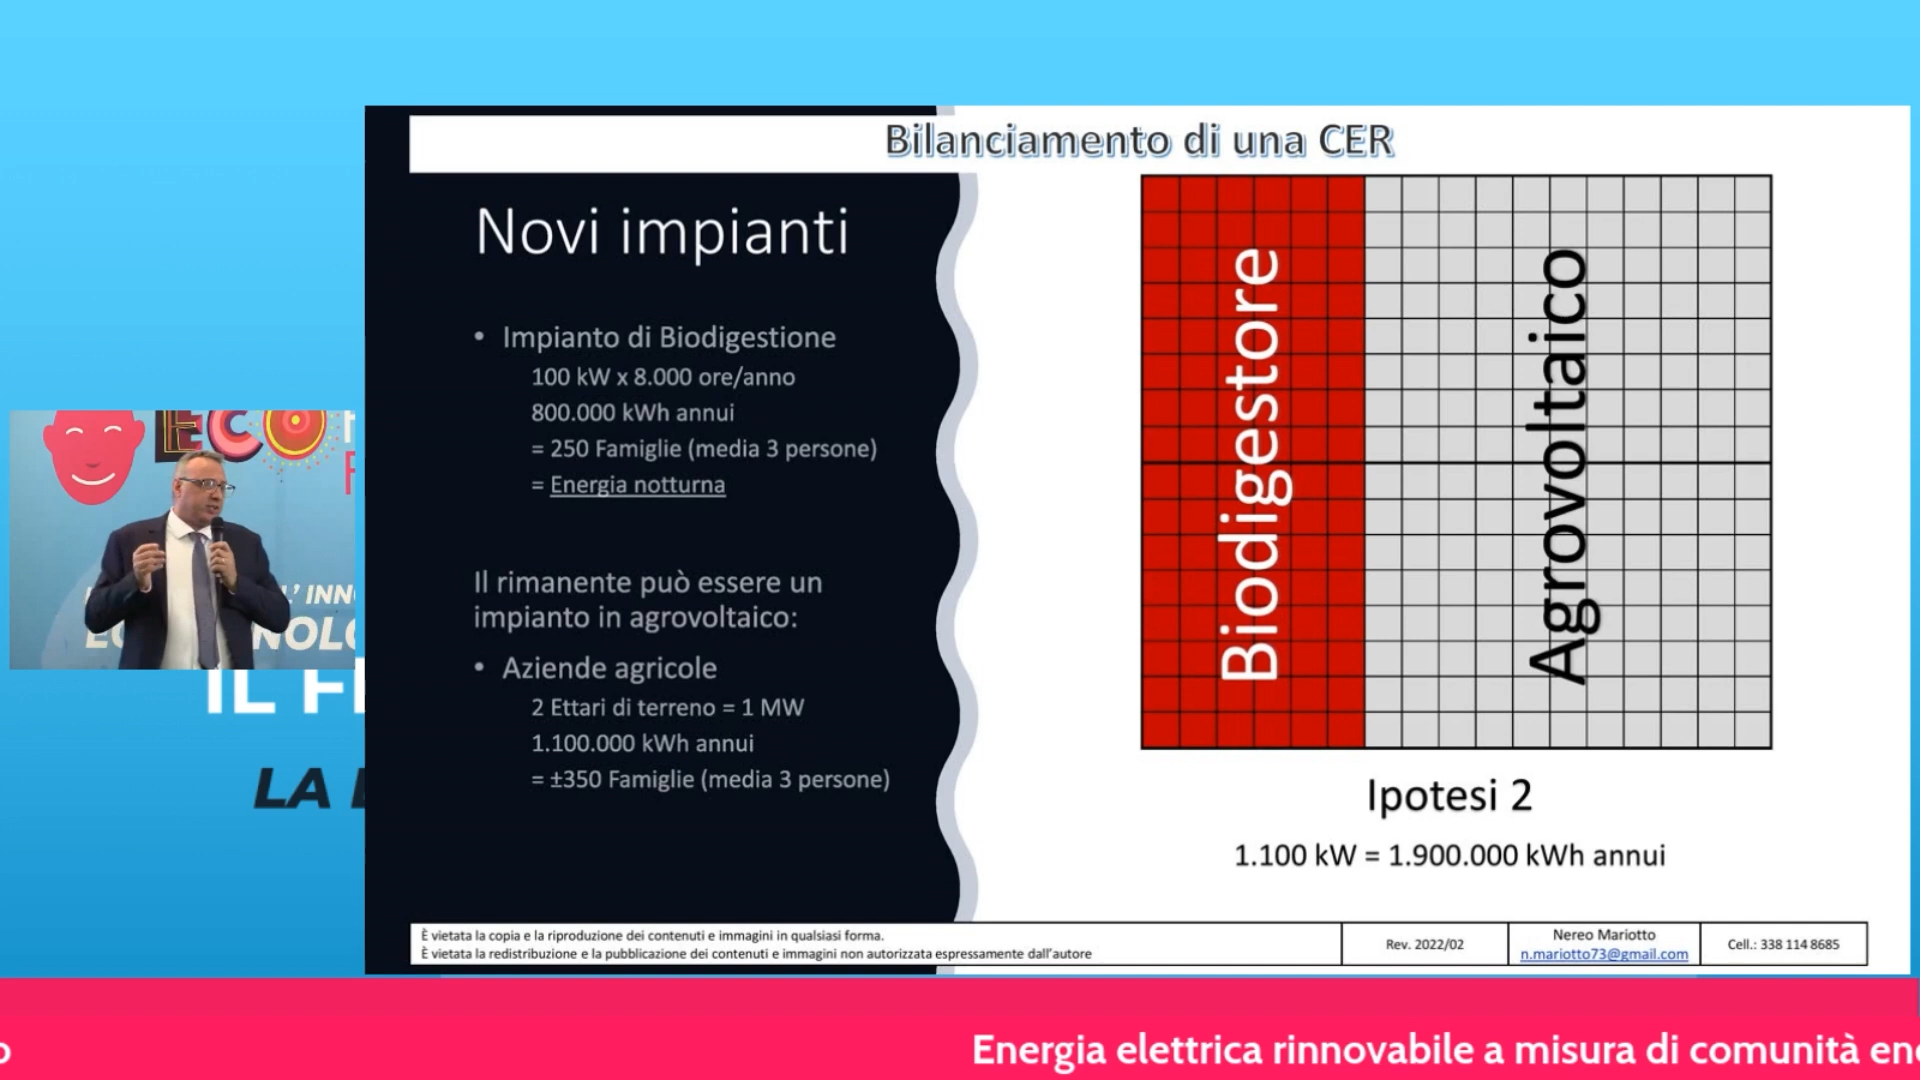 Bilanciamento di una CER
Novi impianti
• Impianto di Biodigestione
100 kW x 8.000 ore/anno
800.000 kWh annui
= 250 Famiglie (media 3 persone)
= Energia notturna
Il rimanente può essere un
impianto in agrovoltaico:
• Aziende agricole
2 Ettari di terreno = 1 MW
1.100.000 kWh annui
= ±350 Famiglie (media 3 persone)
Biodigestore
Agrovoltaico
Ipotesi 2
1.100 kW = 1.900.000 kWh annui
È vietata la copia e la riproduzione dei contenuti e immagini in qualsiasi forma.
È vietata la redistribuzione e la pubblicazione dei contenuti e immagini non autorizzata espressamente dall'autore
Rev. 2022/02
Nereo Mariotto
n.mariotto73@gmail.com
Cell.: 338 114 8685
ECO
L' INN
NOLO
IL F
LA
Energia elettrica rinnovabile a misura di comunità en